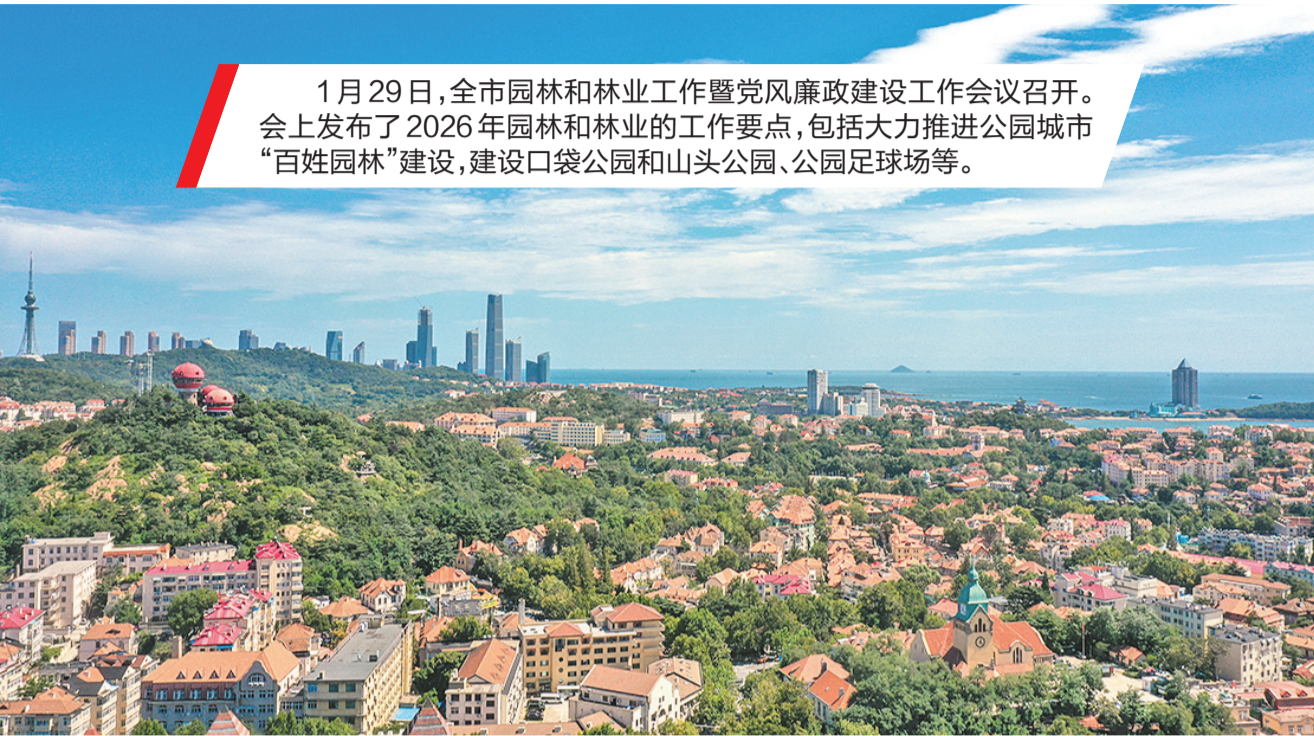 1月29日，全市园林和林业工作暨党风廉政建设工作会议召开。
会上发布了2026年园林和林业的工作要点，包括大力推进公园城市
“百姓园林”建设，建设口袋公园和山头公园、公园足球场等。